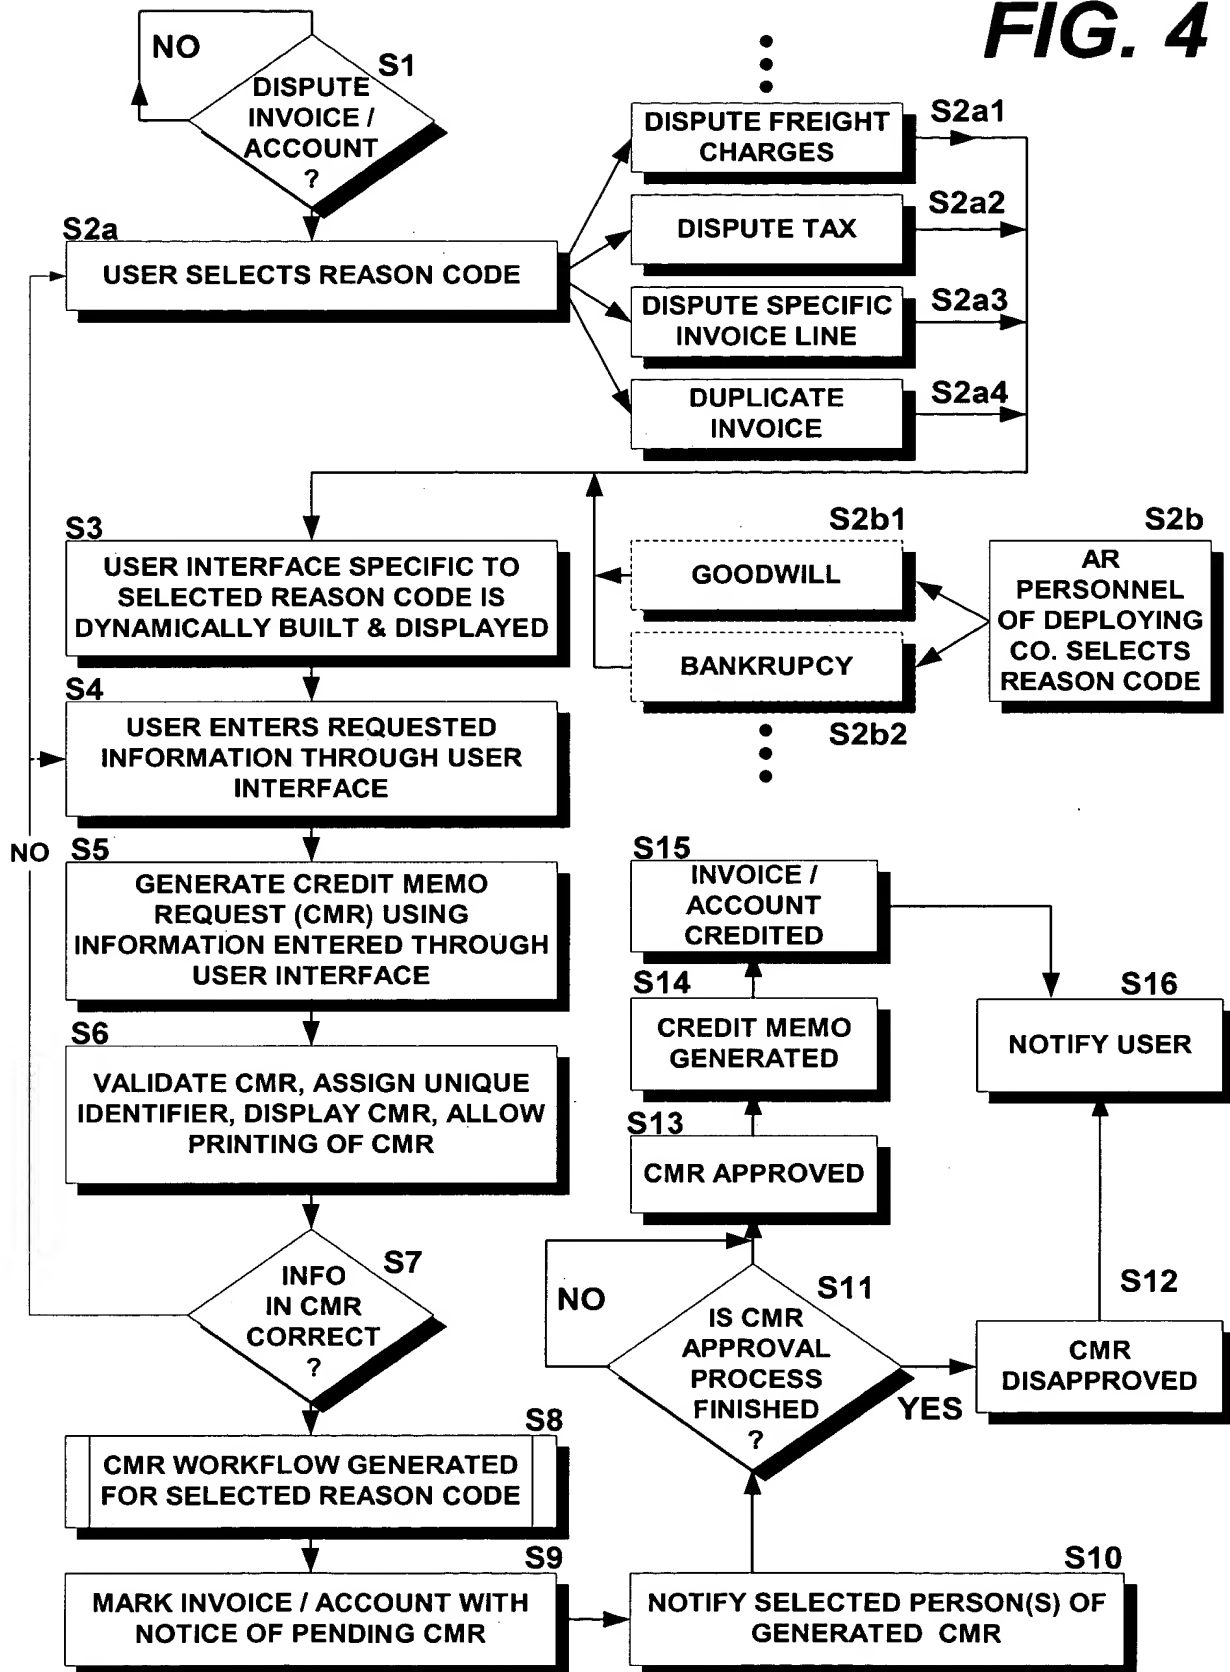 FIG. 4
NO
S1
DISPUTE
INVOICE /
ACCOUNT
?
S2a
USER SELECTS REASON CODE
DISPUTE FREIGHT
CHARGES
S2a1
DISPUTE TAX
S2a2
DISPUTE SPECIFIC
INVOICE LINE
S2a3
DUPLICATE
INVOICE
S2a4
S3
USER INTERFACE SPECIFIC TO
SELECTED REASON CODE IS
DYNAMICALLY BUILT & DISPLAYED
S2b1
GOODWILL
BANKRUPCY
S2b2
S2b
AR
PERSONNEL
OF DEPLOYING
CO. SELECTS
REASON CODE
S4
USER ENTERS REQUESTED
INFORMATION THROUGH USER
INTERFACE
NO
S5
GENERATE CREDIT MEMO
REQUEST (CMR) USING
INFORMATION ENTERED THROUGH
USER INTERFACE
S6
VALIDATE CMR, ASSIGN UNIQUE
IDENTIFIER, DISPLAY CMR, ALLOW
PRINTING OF CMR
S7
INFO
IN CMR
CORRECT
?
S8
CMR WORKFLOW GENERATED
FOR SELECTED REASON CODE
S9
MARK INVOICE / ACCOUNT WITH
NOTICE OF PENDING CMR
S10
NOTIFY SELECTED PERSON(S) OF
GENERATED CMR
S11
NO
IS CMR
APPROVAL
PROCESS
FINISHED
?
YES
S12
CMR
DISAPPROVED
S13
CMR APPROVED
S14
CREDIT MEMO
GENERATED
S15
INVOICE /
ACCOUNT
CREDITED
S16
NOTIFY USER